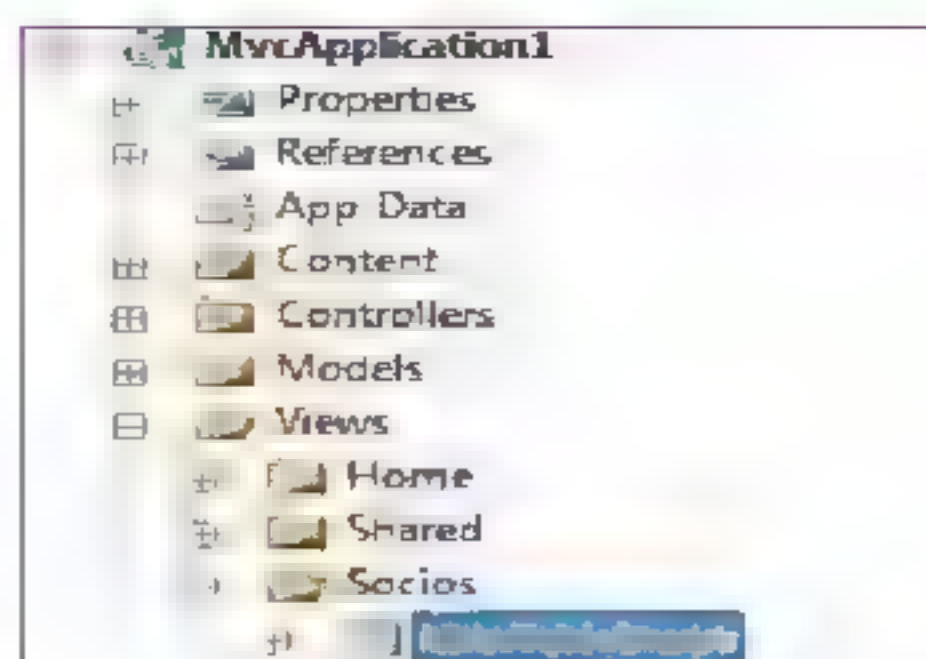 MvcApplication1
Properties
References
App Data
Content
Controllers
Models
Views
Home
Shared
Socios